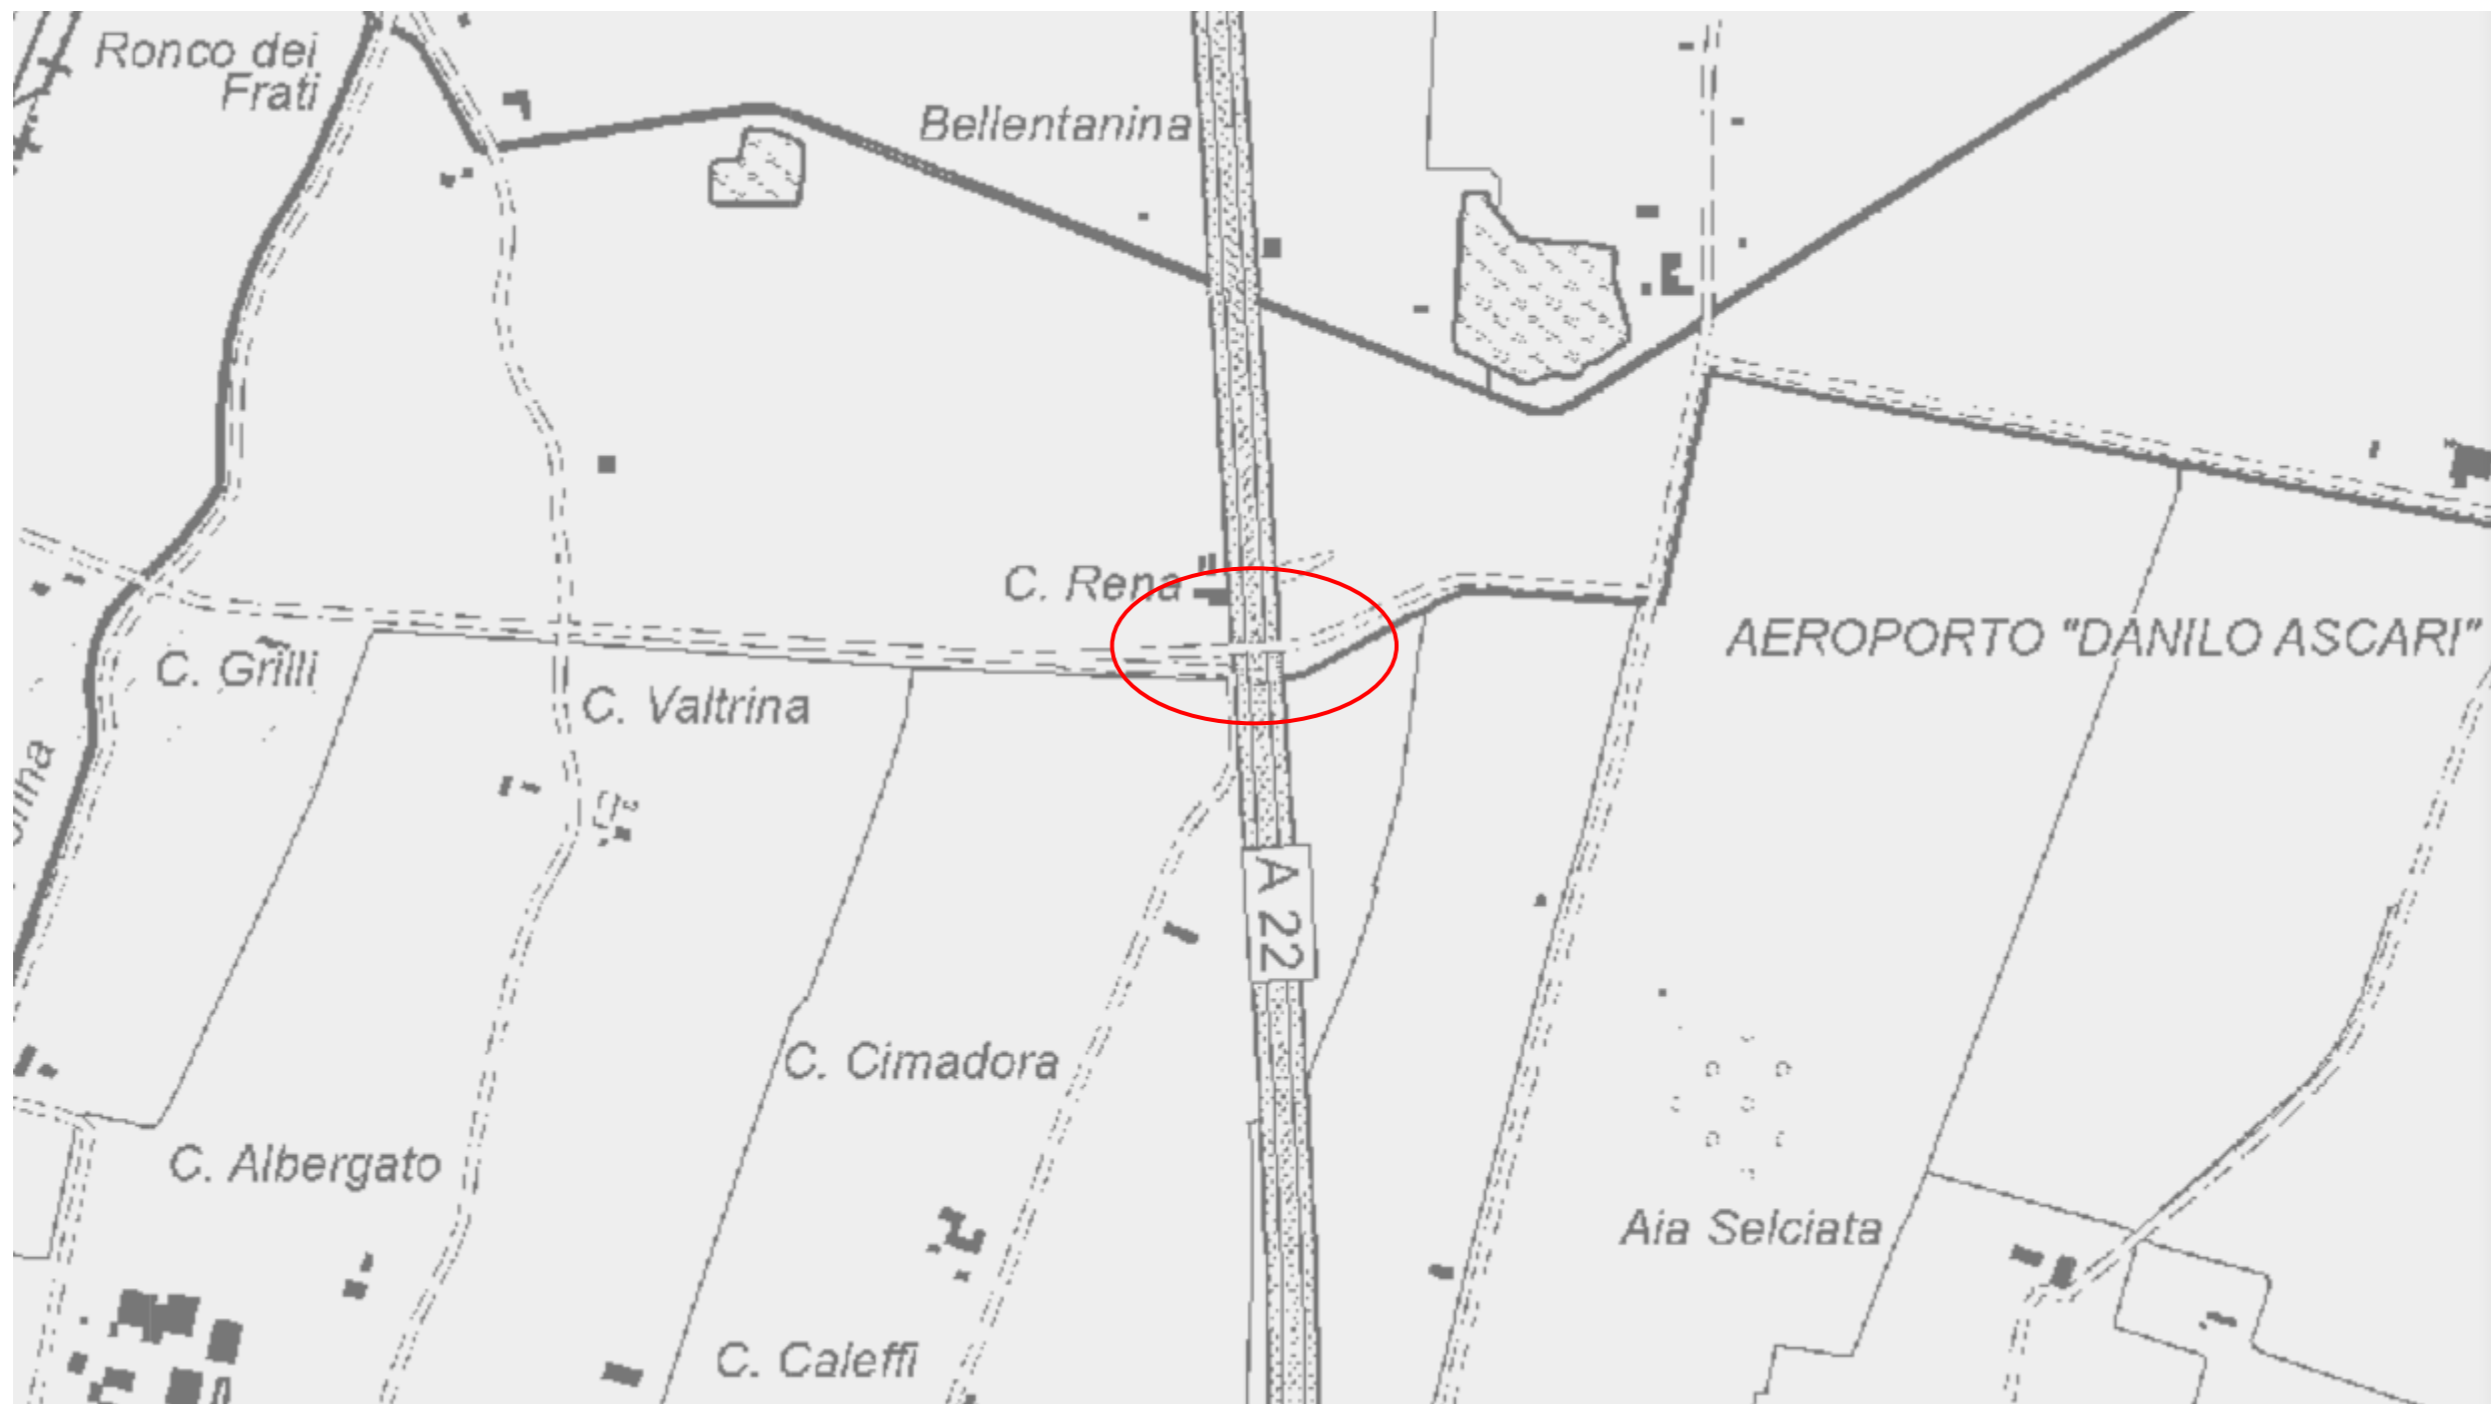 Ronco dei
Frati
Bellentanina
C. Rena
C. Grilli
AEROPORTO "DANILO ASCARI"
C. Valtrina
A 22
C. Cimadora
C. Albergato
Aia Selciata
C. Caleffi